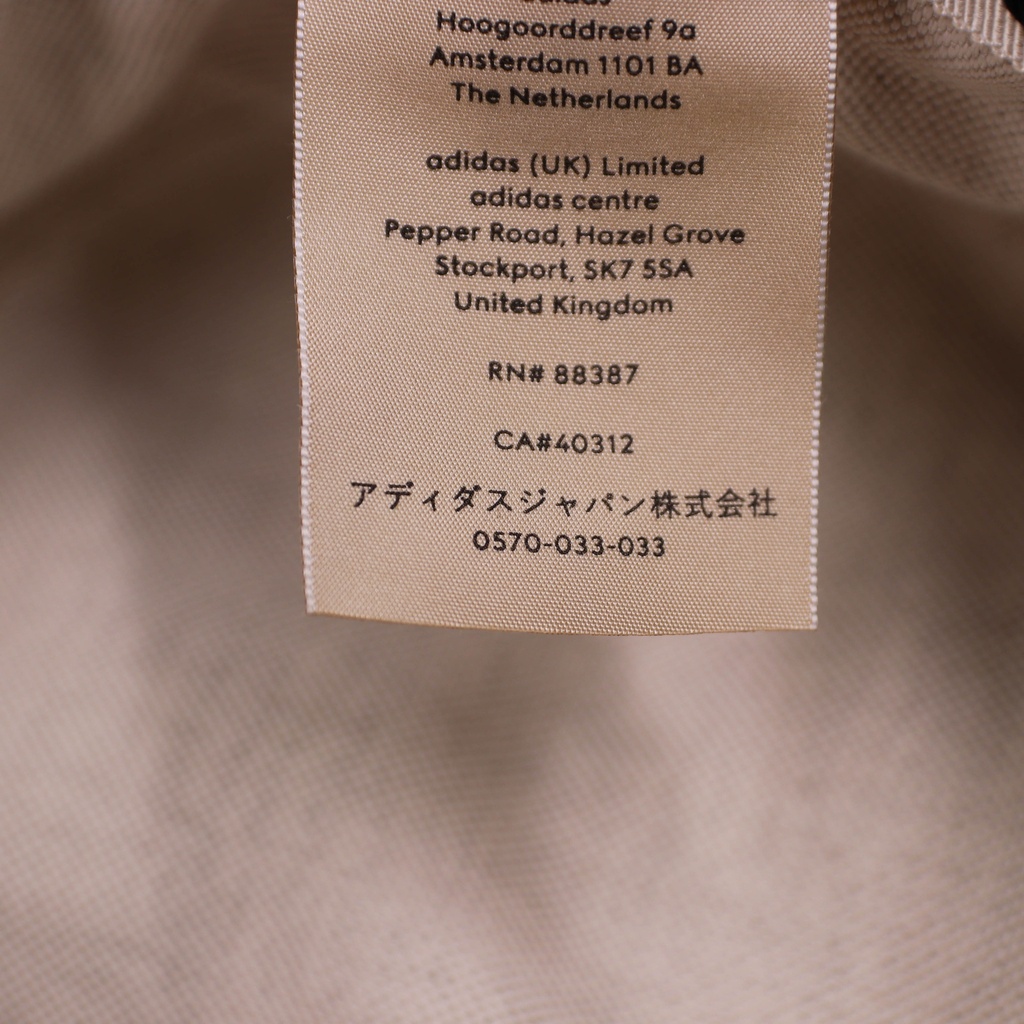 adidas
Hoogoorddreef 9a
Amsterdam 1101 BA
The Netherlands
adidas (UK) Limited
adidas centre
Pepper Road, Hazel Grove
Stockport, SK7 5SA
United Kingdom
RN# 88387
CA#40312
アディダスジャパン株式会社
0570-033-033